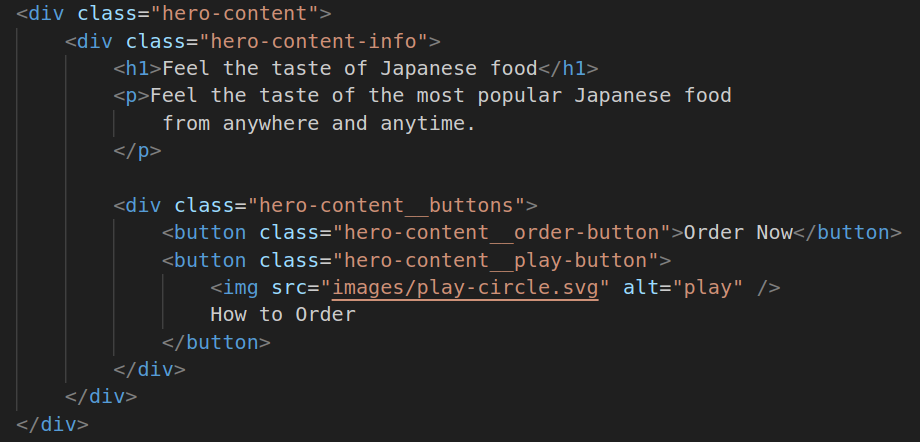 <div class="hero-content">
    <div class="hero-content-info">
        <h1>Feel the taste of Japanese food</h1>
        <p>Feel the taste of the most popular Japanese food
            from anywhere and anytime.
        </p>

        <div class="hero-content__buttons">
            <button class="hero-content__order-button">Order Now</button>
            <button class="hero-content__play-button">
                <img src="images/play-circle.svg" alt="play" />
                How to Order
            </button>
        </div>
    </div>
</div>